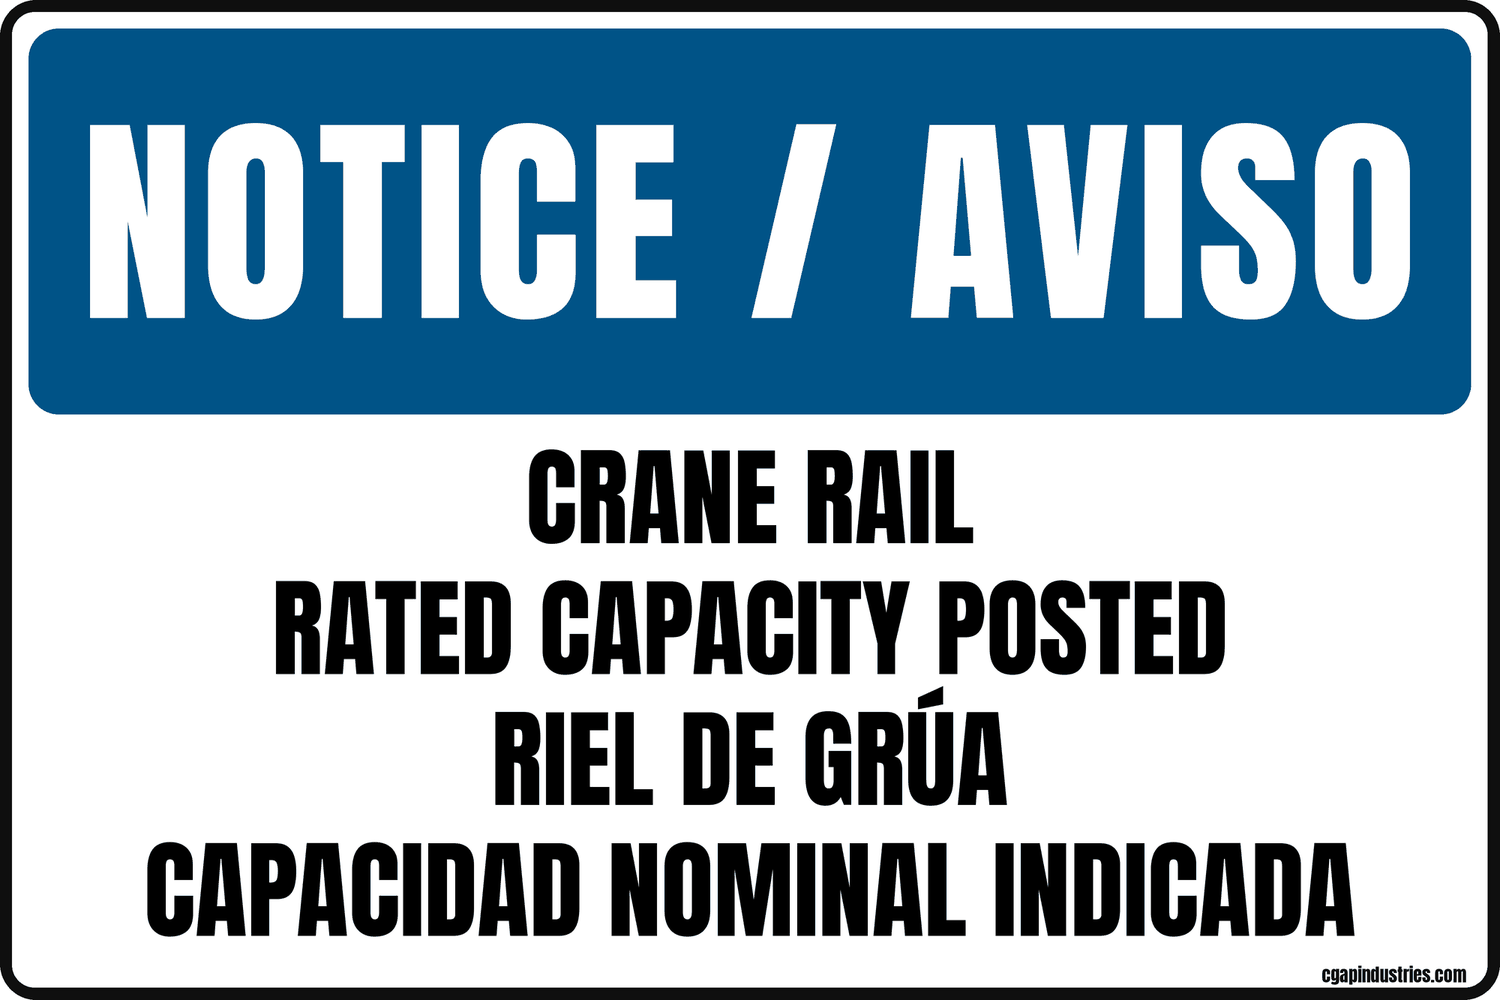 NOTICE / AVISO
CRANE RAIL
RATED CAPACITY POSTED
RIEL DE GRÚA
CAPACIDAD NOMINAL INDICADA
cgapindustries.com